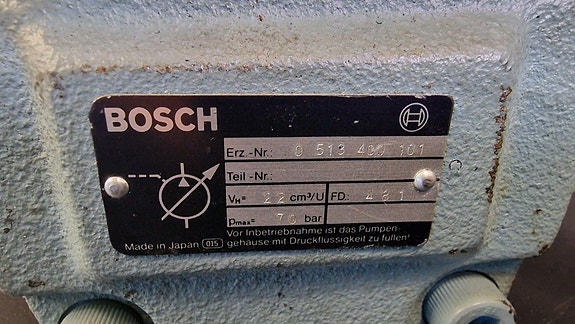 BOSCH
Erz.-Nr.: 0 513 400 101
Teil-Nr.:
VH= 22 cm³/U FD: 481
pmax= 70 bar
Vor Inbetriebnahme ist das Pumpen-
gehäuse mit Druckflüssigkeit zu füllen!
Made in Japan 015